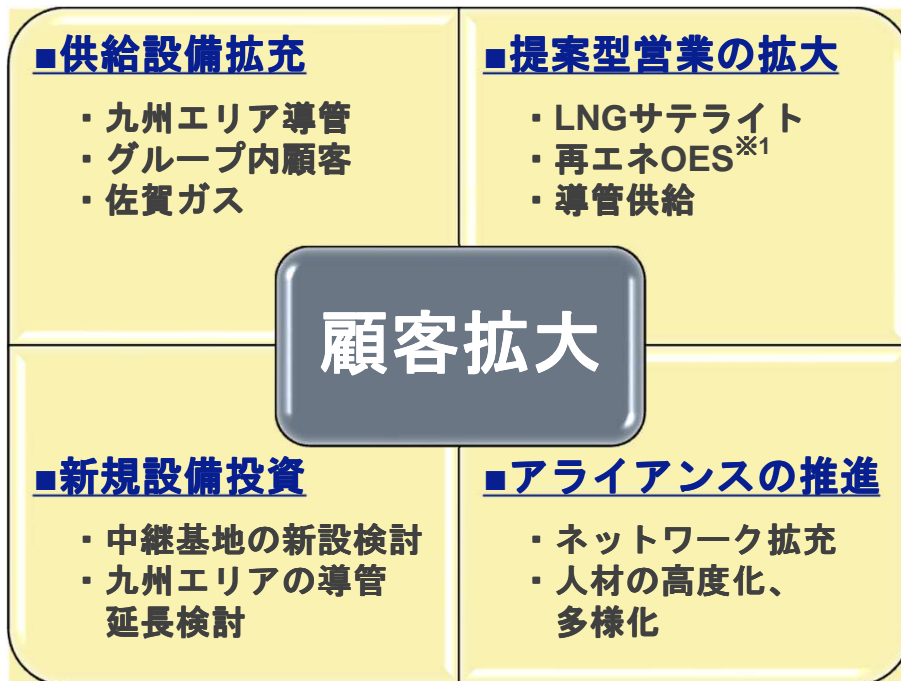 ■供給設備拡充
・九州エリア導管
・グループ内顧客
・佐賀ガス
■提案型営業の拡大
・LNGサテライト
・再エネOES※1
・導管供給
顧客拡大
■新規設備投資
・中継基地の新設検討
・九州エリアの導管
延長検討
■アライアンスの推進
・ネットワーク拡充
・人材の高度化、
多様化